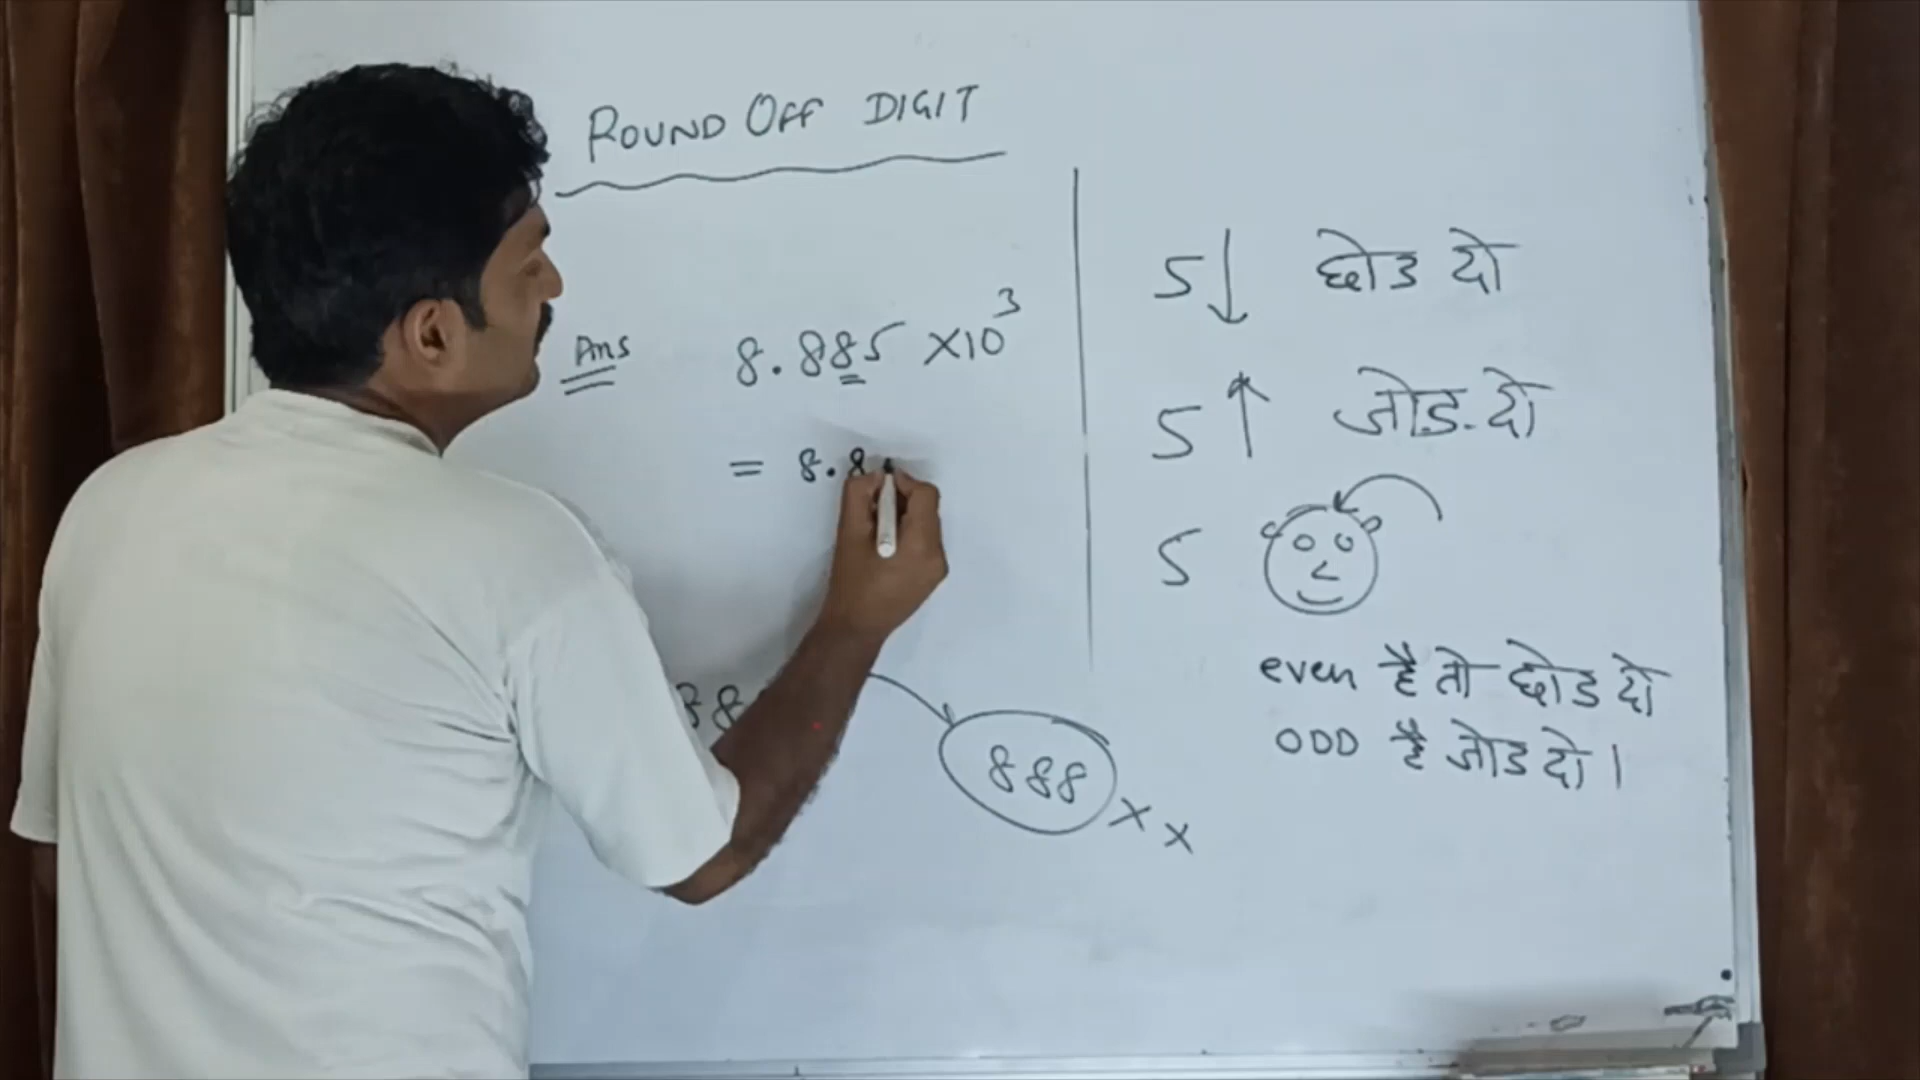 ROUND OFF DIGIT
Ans 8.885 ×10³
= 8.8
888 × ×
5 ↓ छोड दो
5 ↑ जोड.दो
5
even है तो छोड दो
ODD है जोड दो।